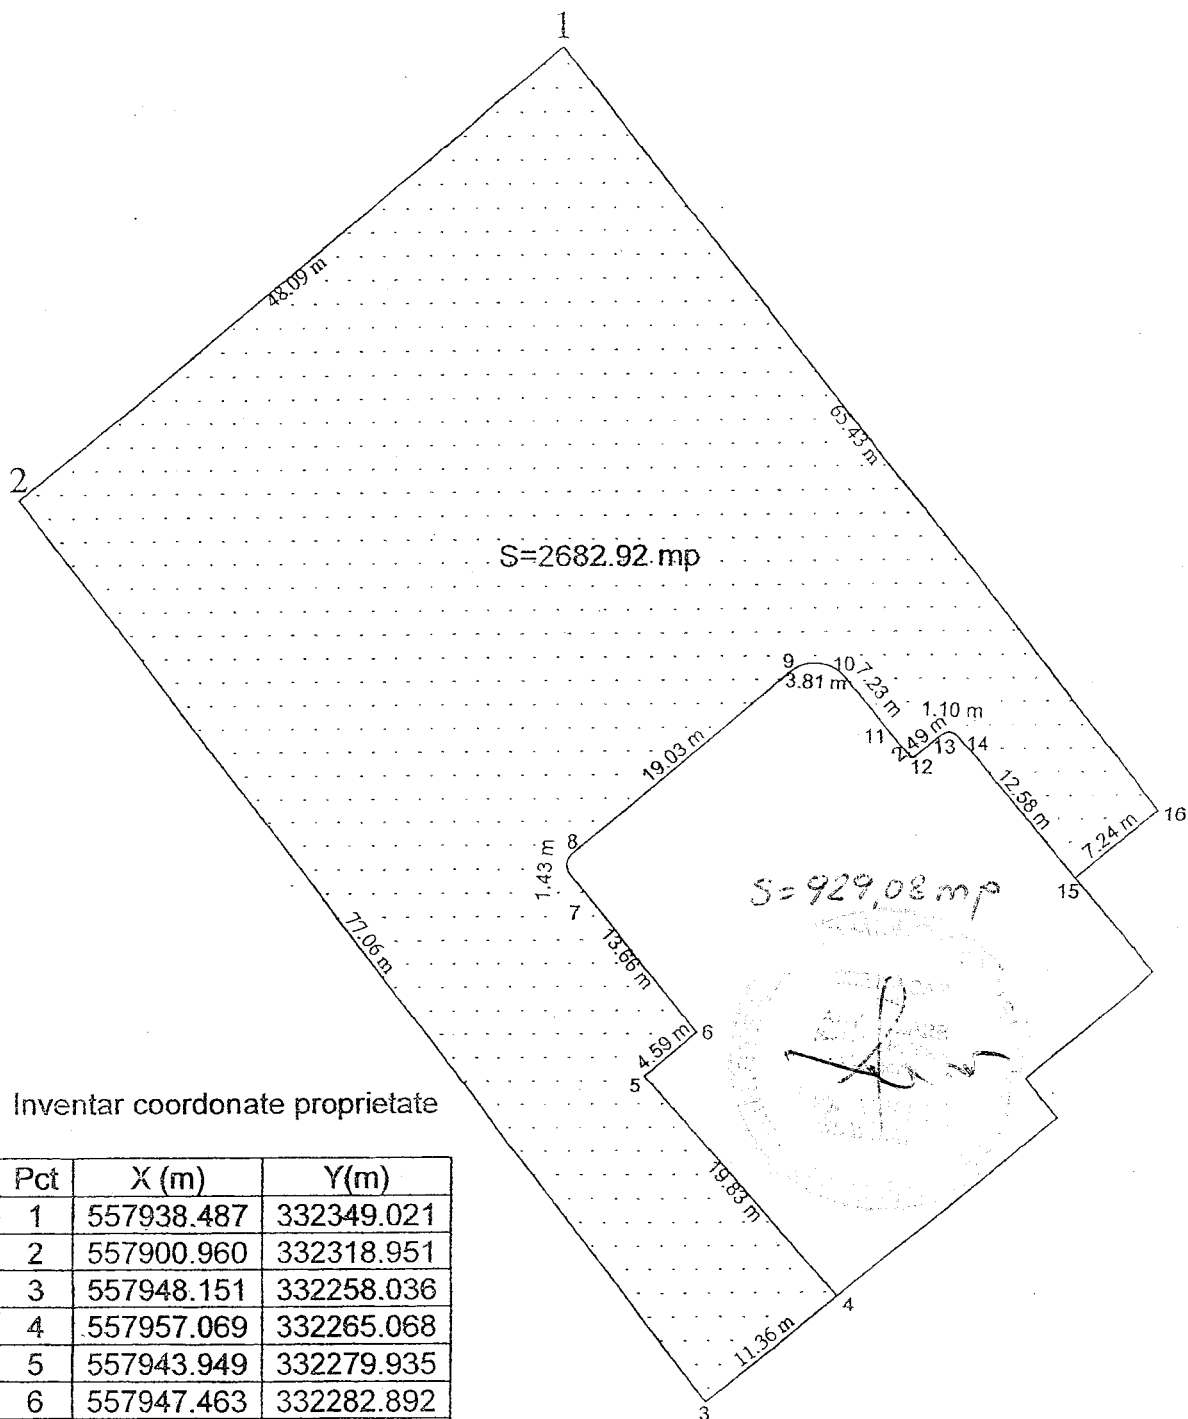 1
48.09 m
65.43 m
2
S=2682.92 mp
9
10
3.81 m
7.23 m
1.10 m
11
2.49 m
13
14
12
19.03 m
12.58 m
16
7.24 m
8
1.43 m
15
S=929,08 mp
7
13.66 m
77.06 m
6
4.59 m
5
19.83 m
4
11.36 m
3
Inventar coordonate proprietate
Pct X (m) Y(m)
1 557938.487 332349.021
2 557900.960 332318.951
3 557948.151 332258.036
4 557957.069 332265.068
5 557943.949 332279.935
6 557947.463 332282.892